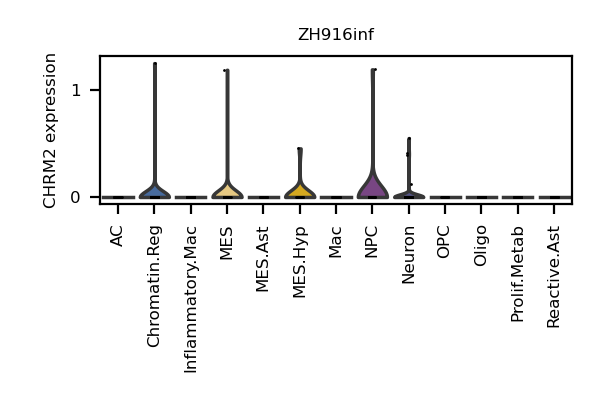 ZH916inf
CHRM2 expression
1
0
AC
Chromatin.Reg
Inflammatory.Mac
MES
MES.Ast
MES.Hyp
Mac
NPC
Neuron
OPC
Oligo
Prolif.Metab
Reactive.Ast